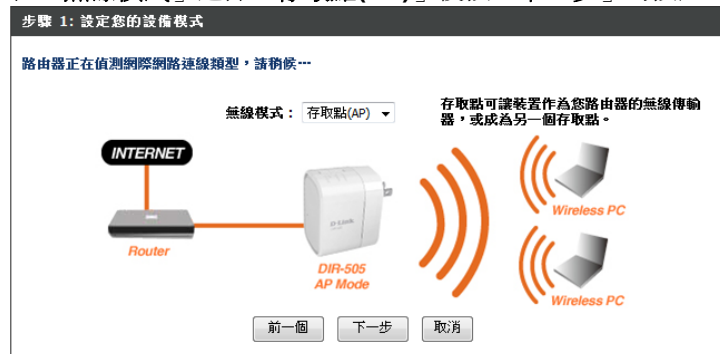 步驟 1: 設定您的設備模式
路由器正在偵測網際網路連線類型，請稍候…
無線模式： 存取點(AP)
存取點可讓裝置作為您路由器的無線傳輸
器，或成為另一個存取點。
INTERNET
D-Link
Router
DIR-505
AP Mode
Wireless PC
Wireless PC
前一個 下一步 取消